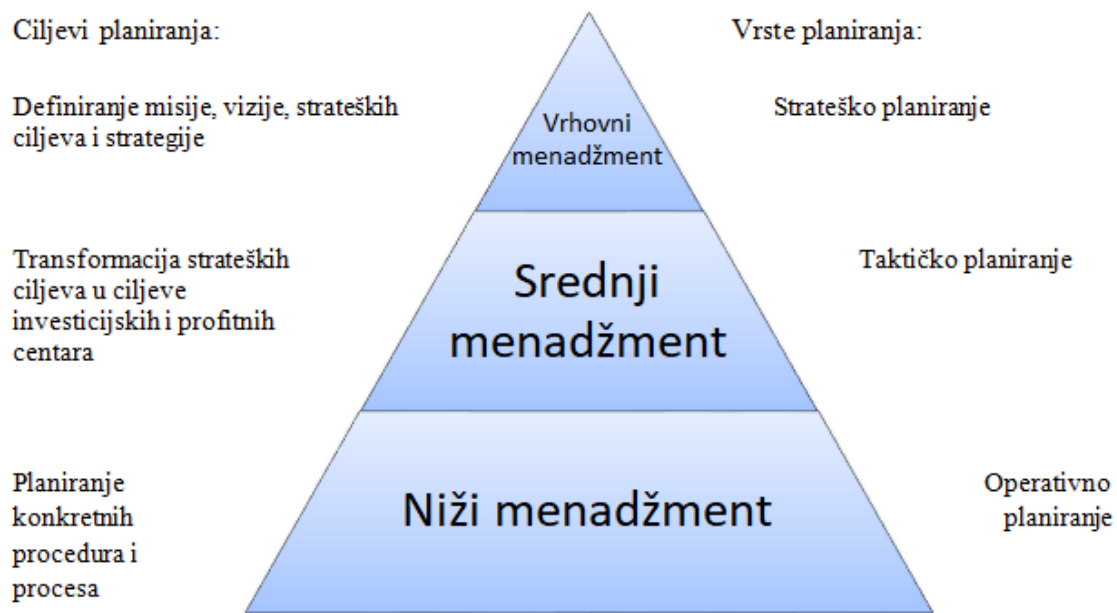 Ciljevi planiranja:
Vrste planiranja:
Definiranje misije, vizije, strateških
ciljeva i strategije
Vrhovni
menadžment
Strateško planiranje
Transformacija strateških
ciljeva u ciljeve
investicijskih i profitnih
centara
Srednji
menadžment
Taktičko planiranje
Planiranje
konkretnih
procedura i
procesa
Niži menadžment
Operativno
planiranje